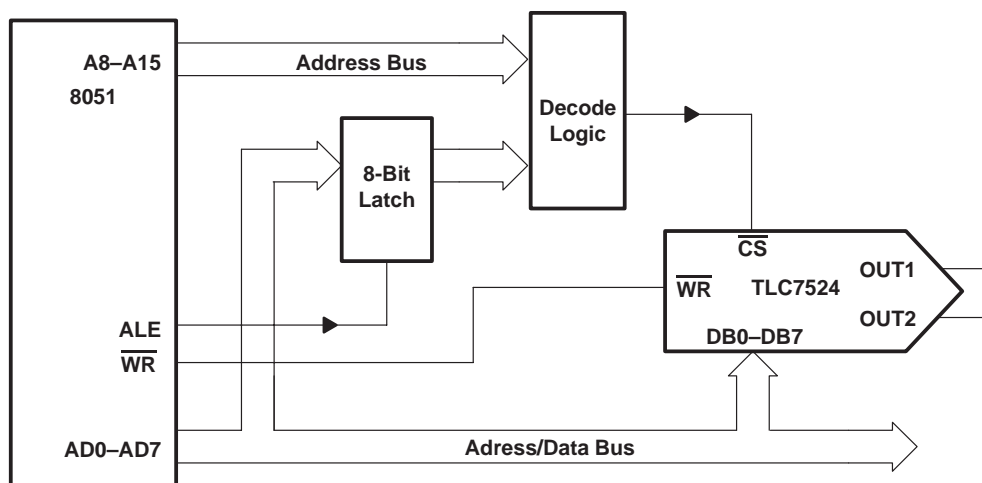 A8–A15
Address Bus
8051
Decode
Logic
8-Bit
Latch
CS
WR
TLC7524
OUT1
OUT2
DB0–DB7
ALE
WR
AD0–AD7
Adress/Data Bus